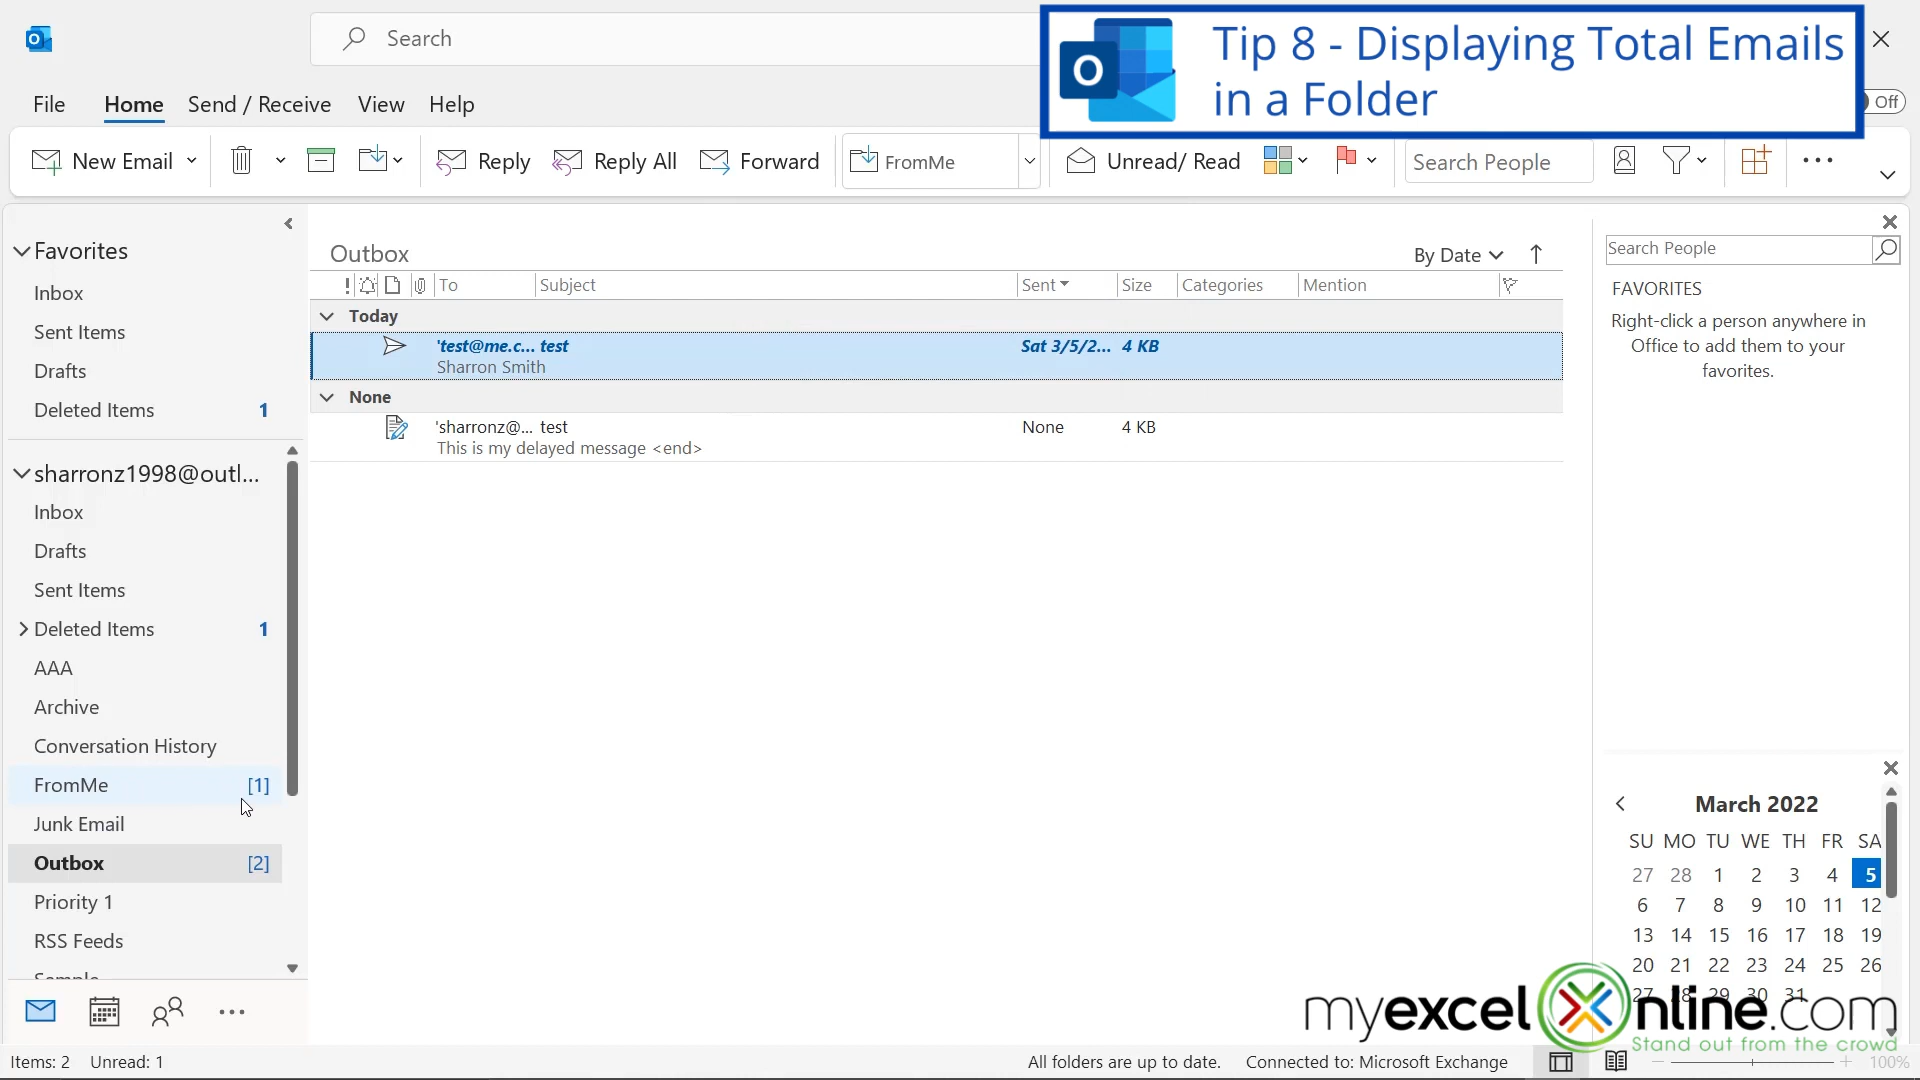 Tip 8 - Displaying Total Emails
in a Folder
Search
Off
File Home Send / Receive View Help
New Email Reply Reply All Forward FromMe Unread/ Read Search People
Favorites
Inbox
Sent Items
Drafts
Deleted Items 1
sharronz1998@outl...
Inbox
Drafts
Sent Items
Deleted Items 1
AAA
Archive
Conversation History
FromMe [1]
Junk Email
Outbox [2]
Priority 1
RSS Feeds
Sample
Outbox By Date
! To Subject Sent Size Categories Mention
Today
'test@me.c... test Sat 3/5/2... 4 KB
Sharron Smith
None
'sharronz@... test None 4 KB
This is my delayed message <end>
Search People
FAVORITES
Right-click a person anywhere in
Office to add them to your
favorites.
March 2022
SU MO TU WE TH FR SA
27 28 1 2 3 4 5
6 7 8 9 10 11 12
13 14 15 16 17 18 19
20 21 22 23 24 25 26
27 28 29 30 31
myexcelonline.com
Stand out from the crowd
Items: 2 Unread: 1 All folders are up to date. Connected to: Microsoft Exchange 100%